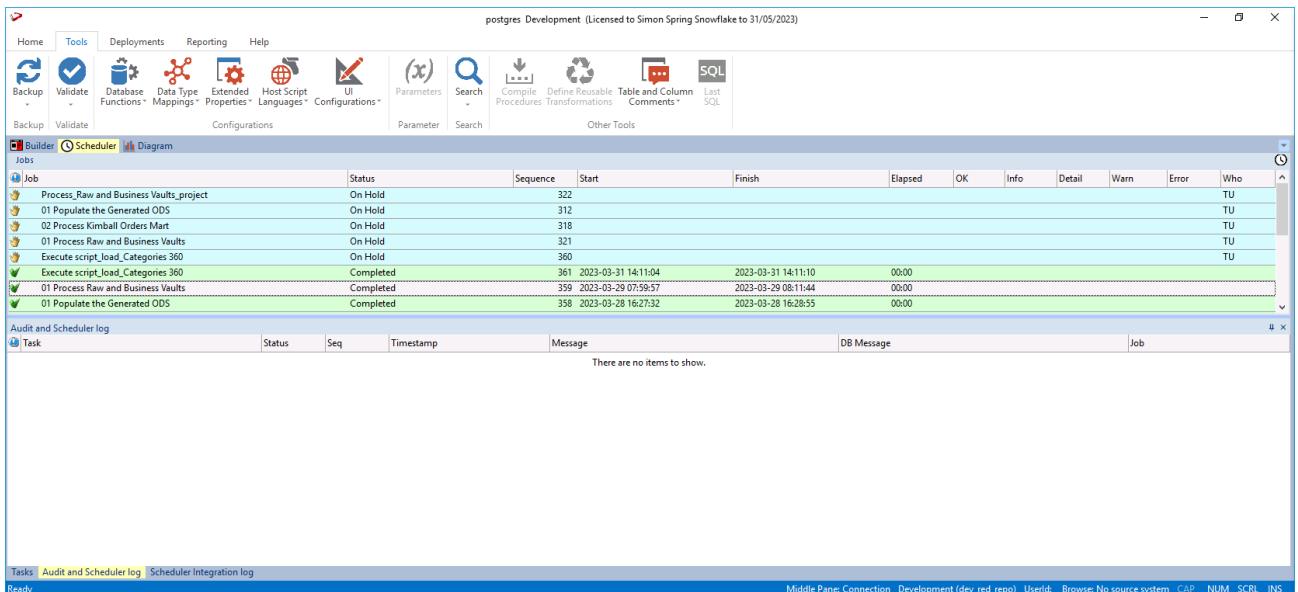 postgres Development (Licensed to Simon Spring Snowflake to 31/05/2023)
Home Tools Deployments Reporting Help
Backup Validate Database Functions Data Type Mappings Extended Properties Host Script Languages UI Configurations (x) Parameters Search Compile Procedures Define Reusable Transformations Table and Column Comments SQL Last SQL
Backup Validate Configurations Parameter Search Other Tools
Builder Scheduler Diagram
Jobs
Job Status Sequence Start Finish Elapsed OK Info Detail Warn Error Who
Process_Raw and Business Vaults_project On Hold 322 TU
01 Populate the Generated ODS On Hold 312 TU
02 Process Kimball Orders Mart On Hold 318 TU
01 Process Raw and Business Vaults On Hold 321 TU
Execute script_load_Categories 360 On Hold 360 TU
Execute script_load_Categories 360 Completed 361 2023-03-31 14:11:04 2023-03-31 14:11:10 00:00
01 Process Raw and Business Vaults Completed 359 2023-03-29 07:59:57 2023-03-29 08:11:44 00:00
01 Populate the Generated ODS Completed 358 2023-03-28 16:27:32 2023-03-28 16:28:55 00:00
Audit and Scheduler log
Task Status Seq Timestamp Message DB Message Job
There are no items to show.
Tasks Audit and Scheduler log Scheduler Integration log
Ready Middle Pane: Connection Development (dev_red_repo) UserId: Browse: No source system CAP NUM SCRL INS